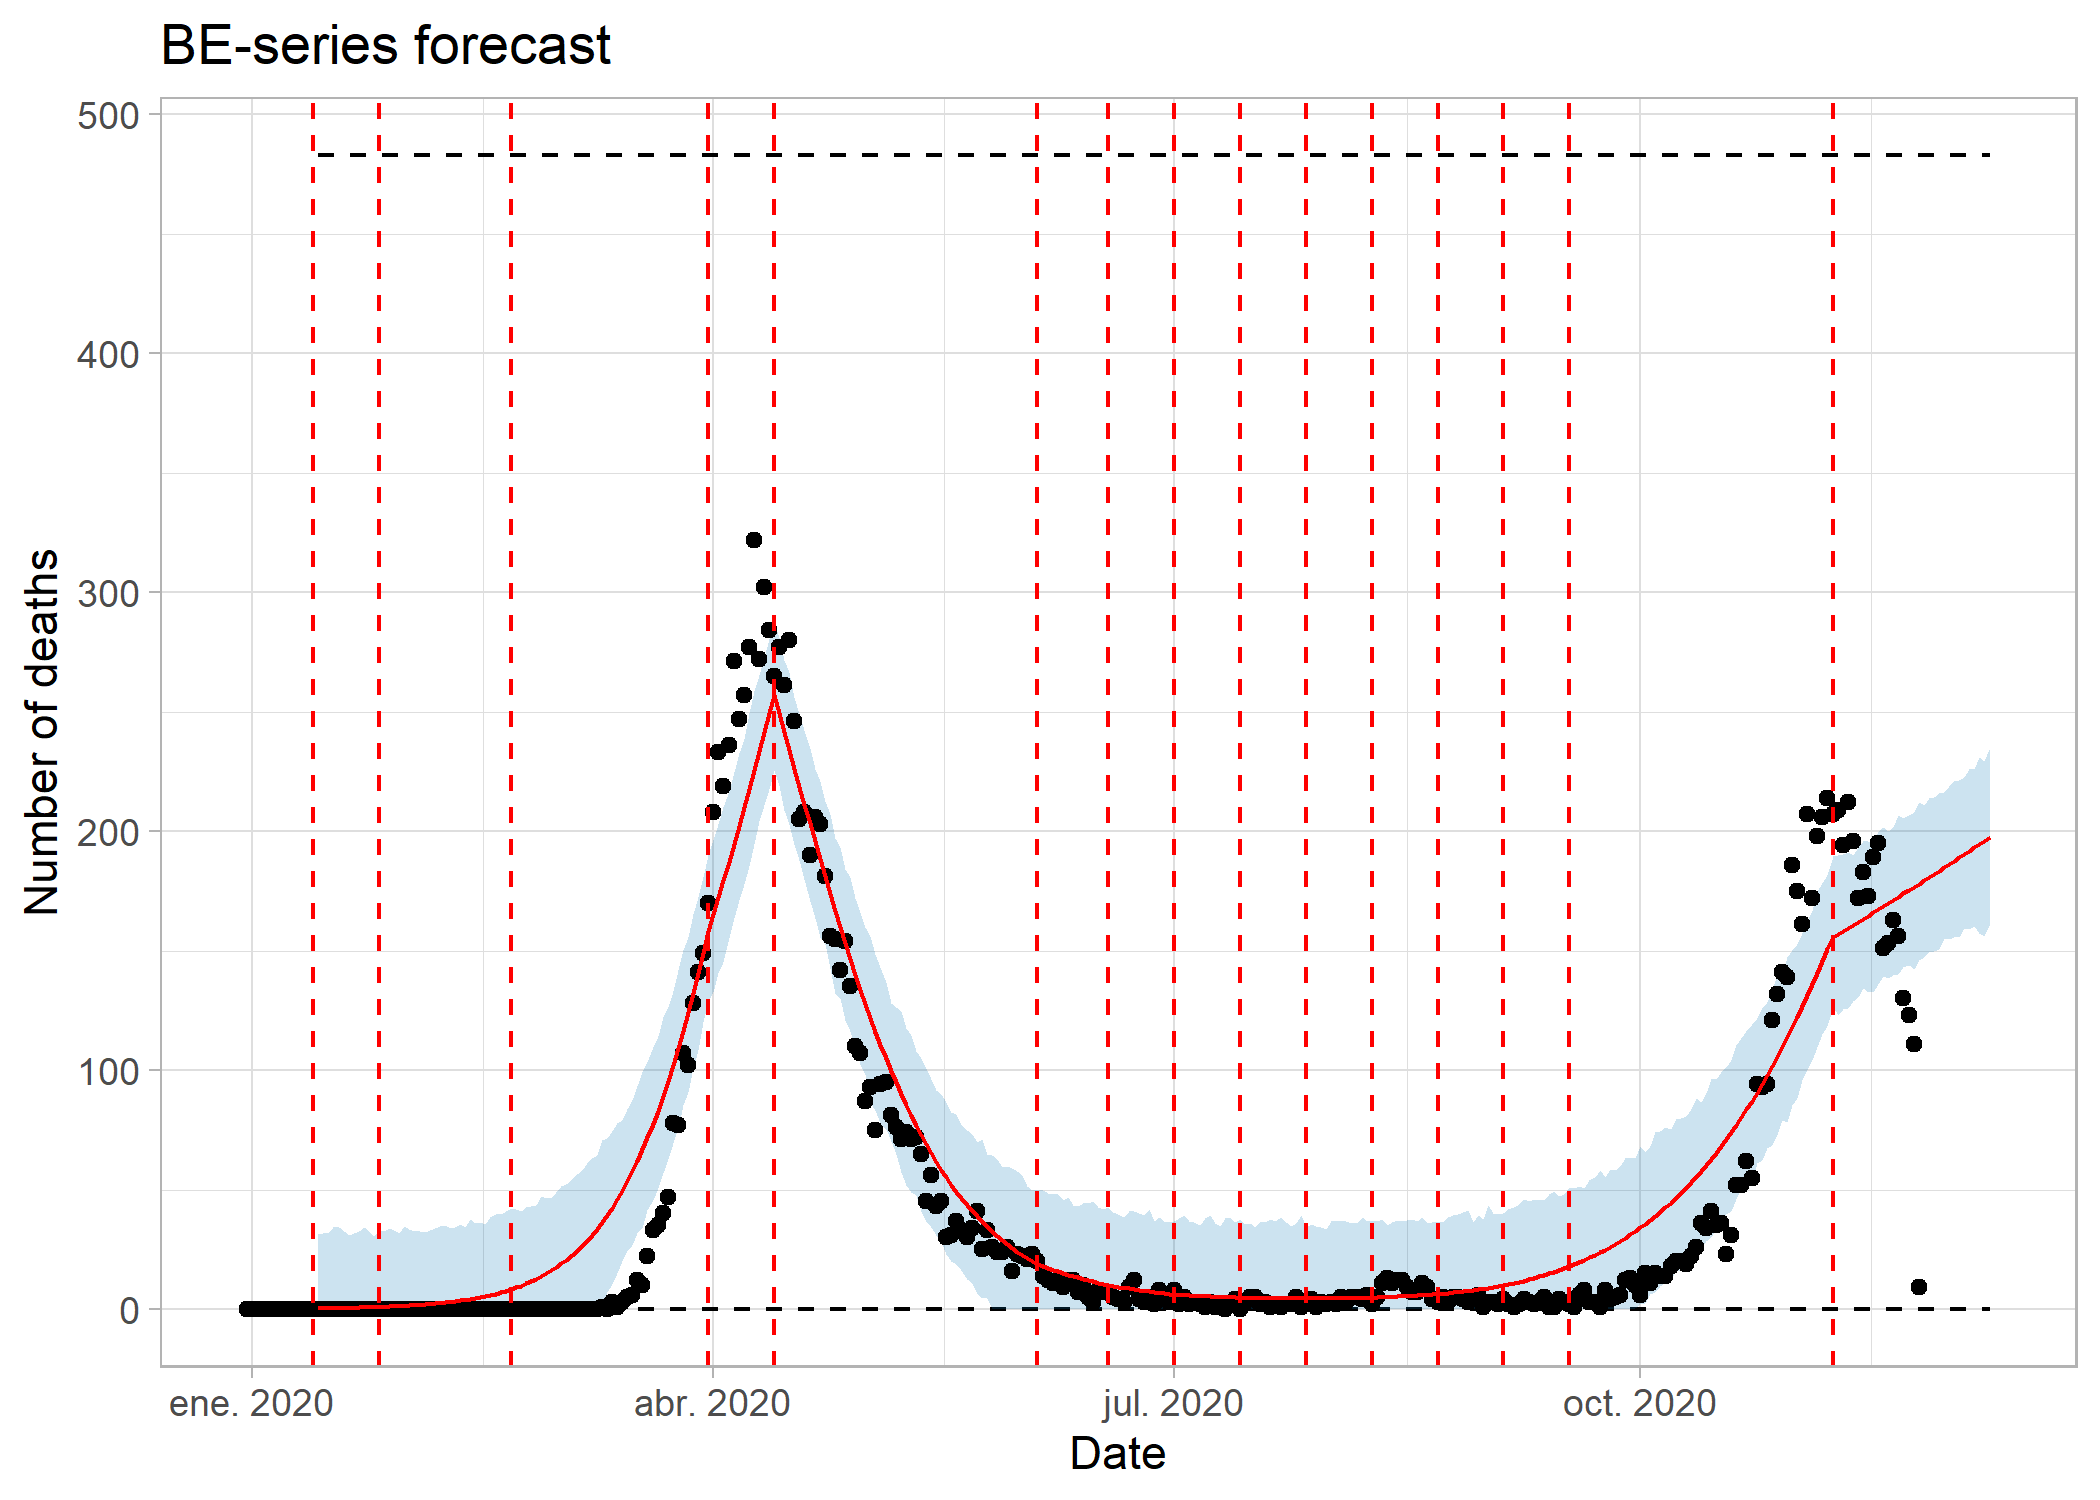 BE-series forecast
500
400
300
200
100
0
Number of deaths
ene. 2020
abr. 2020
jul. 2020
oct. 2020
Date